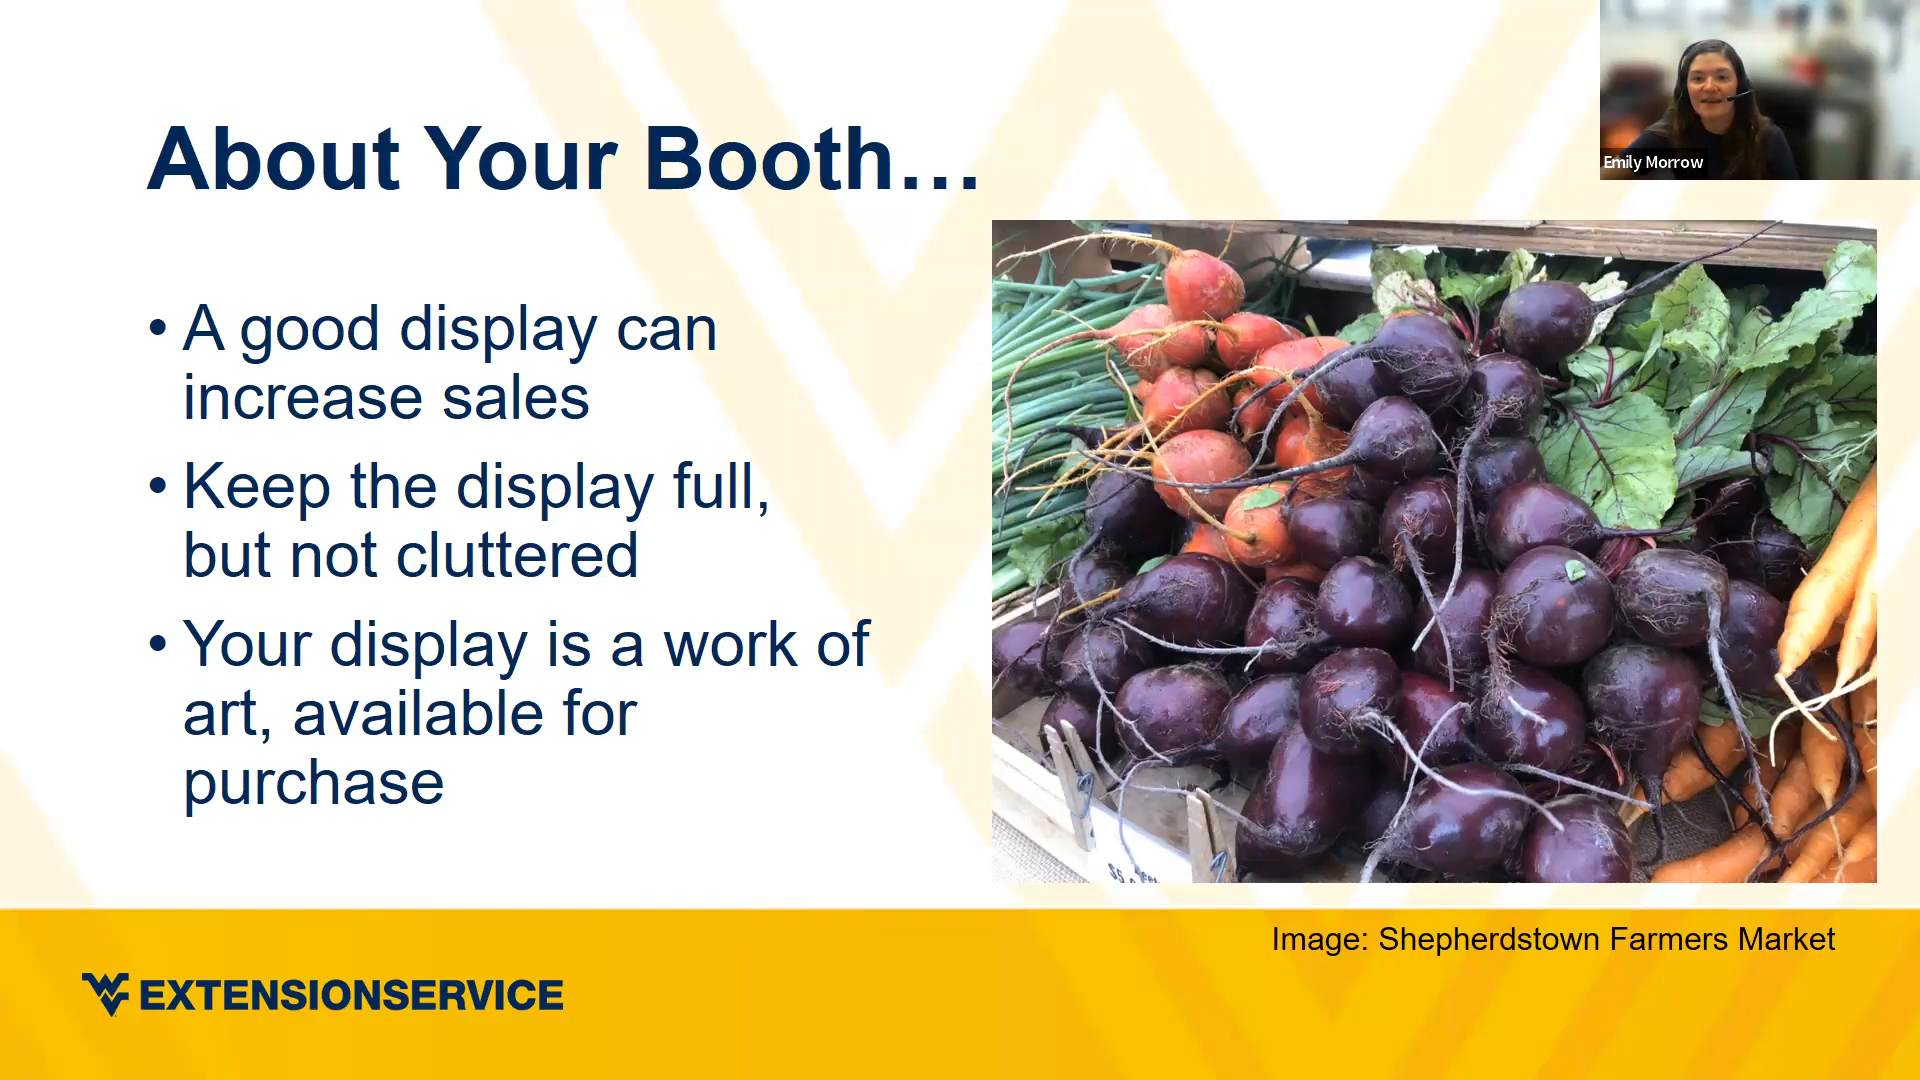 About Your Booth…
Emily Morrow
• A good display can
increase sales
• Keep the display full,
but not cluttered
• Your display is a work of
art, available for
purchase
Image: Shepherdstown Farmers Market
WV EXTENSIONSERVICE